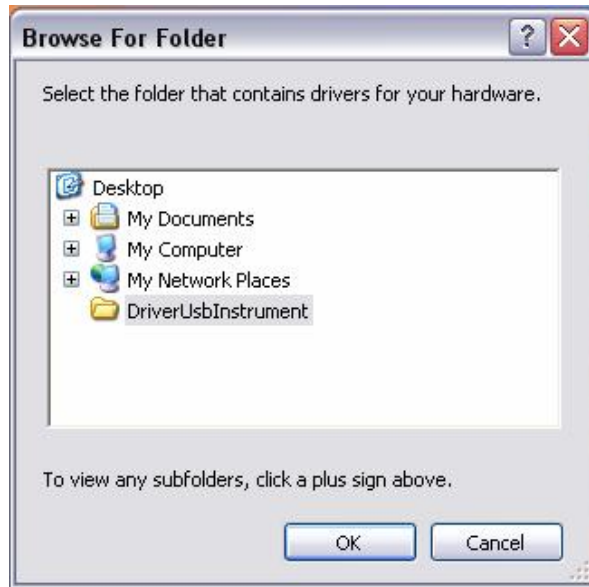 Browse For Folder
?
Select the folder that contains drivers for your hardware.
Desktop
My Documents
My Computer
My Network Places
DriverUsbInstrument
To view any subfolders, click a plus sign above.
OK Cancel